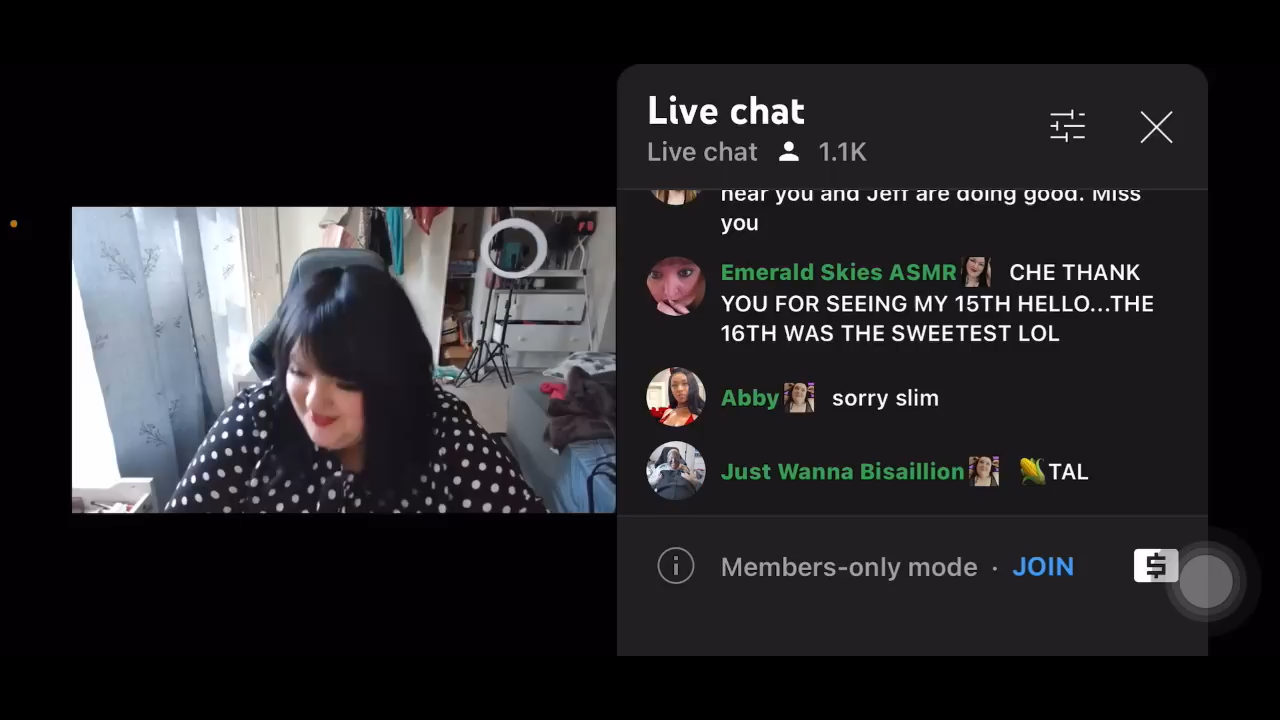 Live chat
Live chat 1.1K
hear you and Jeff are doing good. Miss
you
Emerald Skies ASMR CHE THANK
YOU FOR SEEING MY 15TH HELLO...THE
16TH WAS THE SWEETEST LOL
Abby sorry slim
Just Wanna Bisaillion 🌽TAL
Members-only mode · JOIN
$